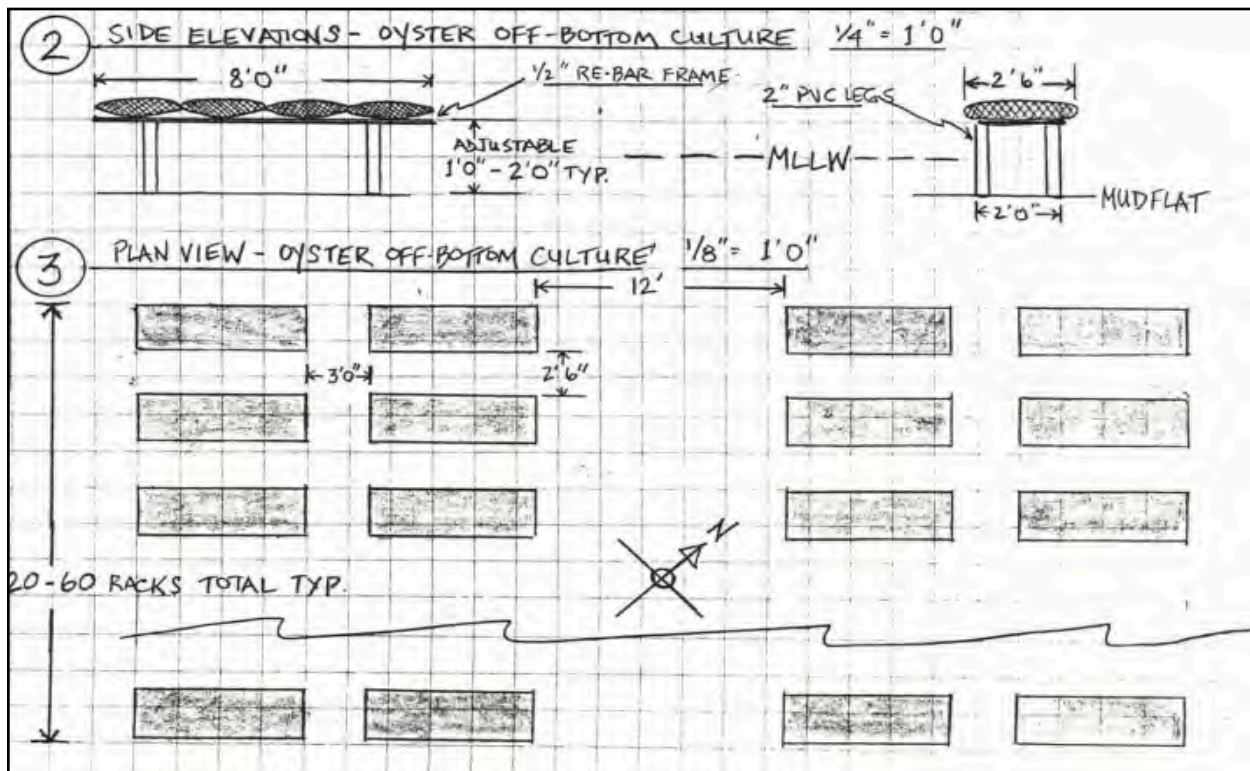 2 SIDE ELEVATIONS - OYSTER OFF-BOTTOM CULTURE 1/4" = 1'0"
8'0"
1/2" RE-BAR FRAME
2'6"
2" PVC LEGS
ADJUSTABLE
1'0" - 2'0" TYP.
MLLW
2'0"
MUDFLAT
3 PLAN VIEW - OYSTER OFF-BOTTOM CULTURE 1/8" = 1'0"
12'
3'0"
2'6"
N
20-60 RACKS TOTAL TYP.